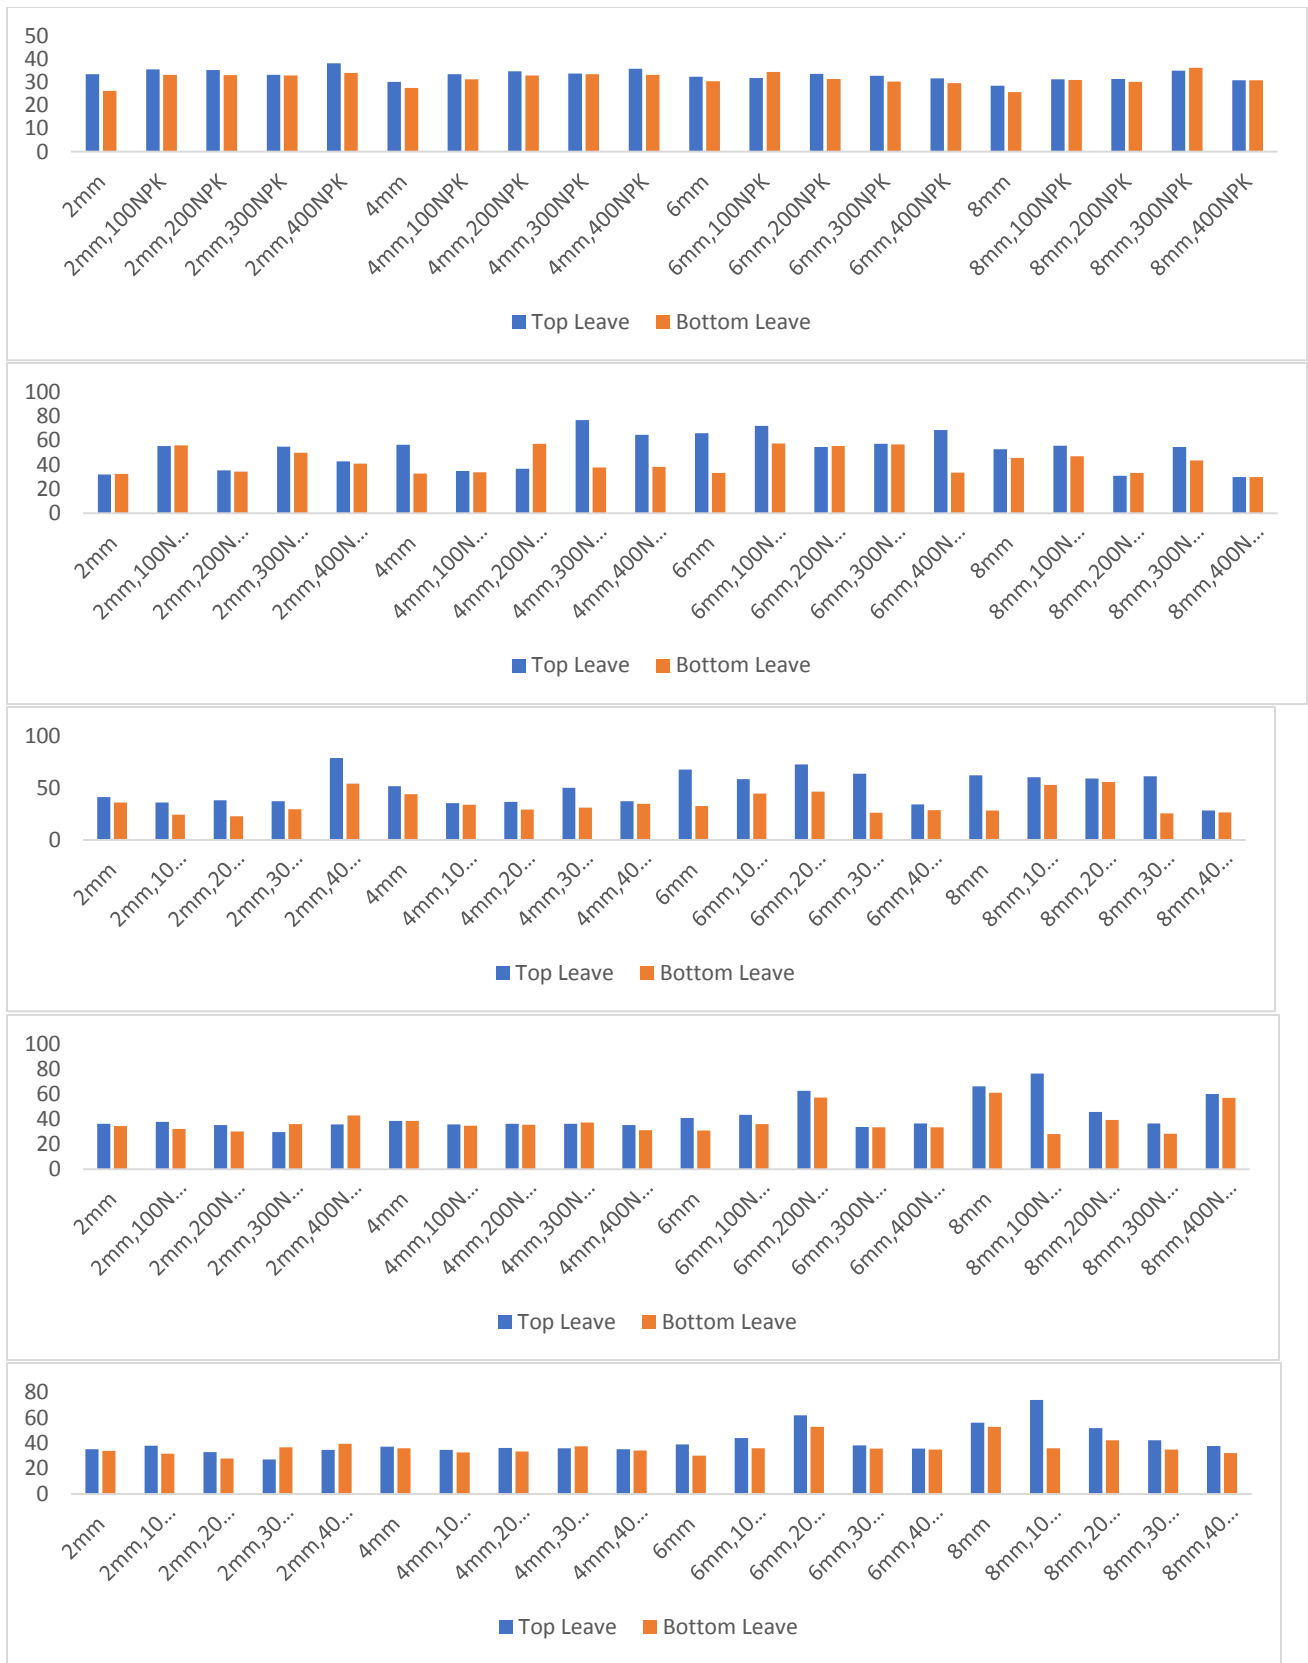 50
40
30
20
10
0
2mm
2mm,100NPK
2mm,200NPK
2mm,300NPK
2mm,400NPK
4mm
4mm,100NPK
4mm,200NPK
4mm,300NPK
4mm,400NPK
6mm
6mm,100NPK
6mm,200NPK
6mm,300NPK
6mm,400NPK
8mm
8mm,100NPK
8mm,200NPK
8mm,300NPK
8mm,400NPK
Top Leave Bottom Leave
100
80
60
40
20
0
2mm
2mm,100N...
2mm,200N...
2mm,300N...
2mm,400N...
4mm
4mm,100N...
4mm,200N...
4mm,300N...
4mm,400N...
6mm
6mm,100N...
6mm,200N...
6mm,300N...
6mm,400N...
8mm
8mm,100N...
8mm,200N...
8mm,300N...
8mm,400N...
Top Leave Bottom Leave
100
50
0
2mm
2mm,10...
2mm,20...
2mm,30...
2mm,40...
4mm
4mm,10...
4mm,20...
4mm,30...
4mm,40...
6mm
6mm,10...
6mm,20...
6mm,30...
6mm,40...
8mm
8mm,10...
8mm,20...
8mm,30...
8mm,40...
Top Leave Bottom Leave
100
80
60
40
20
0
2mm
2mm,100N...
2mm,200N...
2mm,300N...
2mm,400N...
4mm
4mm,100N...
4mm,200N...
4mm,300N...
4mm,400N...
6mm
6mm,100N...
6mm,200N...
6mm,300N...
6mm,400N...
8mm
8mm,100N...
8mm,200N...
8mm,300N...
8mm,400N...
Top Leave Bottom Leave
80
60
40
20
0
2mm
2mm,10...
2mm,20...
2mm,30...
2mm,40...
4mm
4mm,10...
4mm,20...
4mm,30...
4mm,40...
6mm
6mm,10...
6mm,20...
6mm,30...
6mm,40...
8mm
8mm,10...
8mm,20...
8mm,30...
8mm,40...
Top Leave Bottom Leave